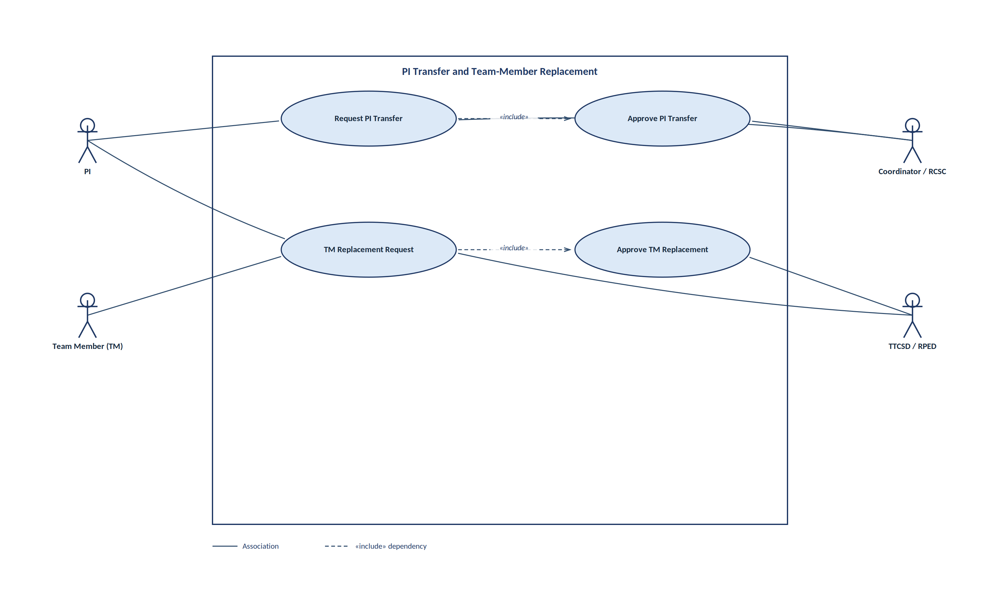 PI Transfer and Team-Member Replacement
Request PI Transfer
«include»
Approve PI Transfer
PI
Coordinator / RCSC
TM Replacement Request
«include»
Approve TM Replacement
Team Member (TM)
TTCSD / RPED
Association
«include» dependency